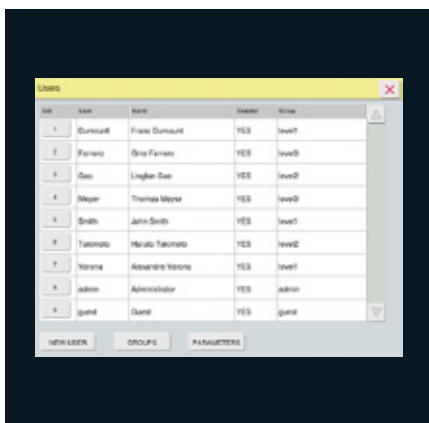 Users
Edit User Name Enabled Group
1 Dumount Franc Dumount YES level1
2 Ferrero Gina Ferrero YES level3
3 Gao Linglan Gao YES level2
4 Meyer Thomas Meyer YES level3
5 Smith John Smith YES level1
6 Takimoto Haruto Takimoto YES level2
7 Verona Alexandre Verona YES level1
8 admin Administrator YES admin
9 guest Guest YES guest
NEW USER GROUPS PARAMETERS